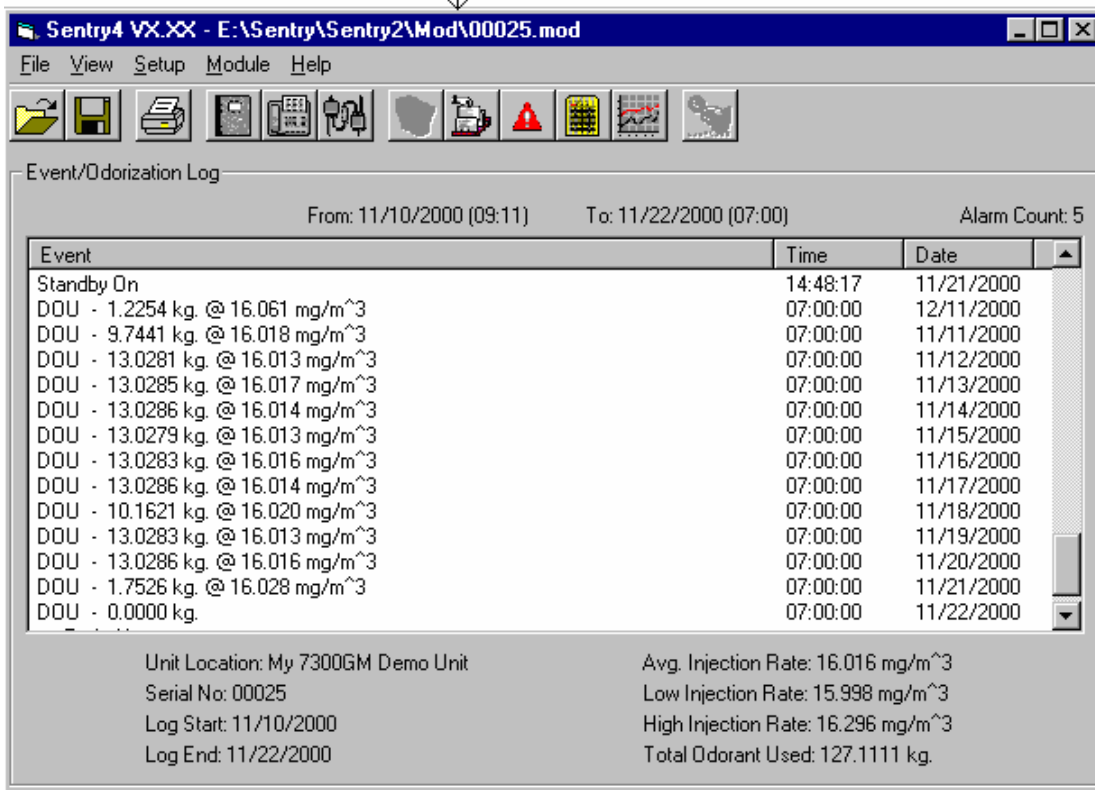 Sentry4 VX.XX - E:\Sentry\Sentry2\Mod\00025.mod
File View Setup Module Help
Event/Odorization Log
From: 11/10/2000 (09:11) To: 11/22/2000 (07:00) Alarm Count: 5
Event Time Date
Standby On 14:48:17 11/21/2000
DOU - 1.2254 kg. @ 16.061 mg/m^3 07:00:00 12/11/2000
DOU - 9.7441 kg. @ 16.018 mg/m^3 07:00:00 11/11/2000
DOU - 13.0281 kg. @ 16.013 mg/m^3 07:00:00 11/12/2000
DOU - 13.0285 kg. @ 16.017 mg/m^3 07:00:00 11/13/2000
DOU - 13.0286 kg. @ 16.014 mg/m^3 07:00:00 11/14/2000
DOU - 13.0279 kg. @ 16.013 mg/m^3 07:00:00 11/15/2000
DOU - 13.0283 kg. @ 16.016 mg/m^3 07:00:00 11/16/2000
DOU - 13.0286 kg. @ 16.014 mg/m^3 07:00:00 11/17/2000
DOU - 10.1621 kg. @ 16.020 mg/m^3 07:00:00 11/18/2000
DOU - 13.0283 kg. @ 16.013 mg/m^3 07:00:00 11/19/2000
DOU - 13.0286 kg. @ 16.016 mg/m^3 07:00:00 11/20/2000
DOU - 1.7526 kg. @ 16.028 mg/m^3 07:00:00 11/21/2000
DOU - 0.0000 kg. 07:00:00 11/22/2000
Unit Location: My 7300GM Demo Unit Avg. Injection Rate: 16.016 mg/m^3
Serial No: 00025 Low Injection Rate: 15.998 mg/m^3
Log Start: 11/10/2000 High Injection Rate: 16.296 mg/m^3
Log End: 11/22/2000 Total Odorant Used: 127.1111 kg.